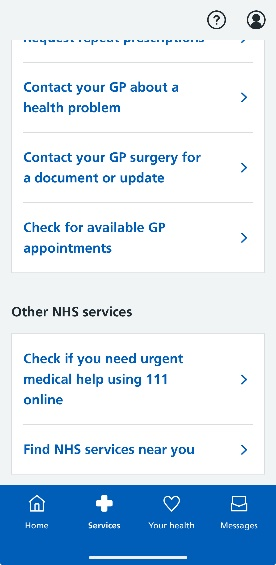 Request repeat prescriptions
Contact your GP about a
health problem
Contact your GP surgery for
a document or update
Check for available GP
appointments
Other NHS services
Check if you need urgent
medical help using 111
online
Find NHS services near you
Home
Services
Your health
Messages